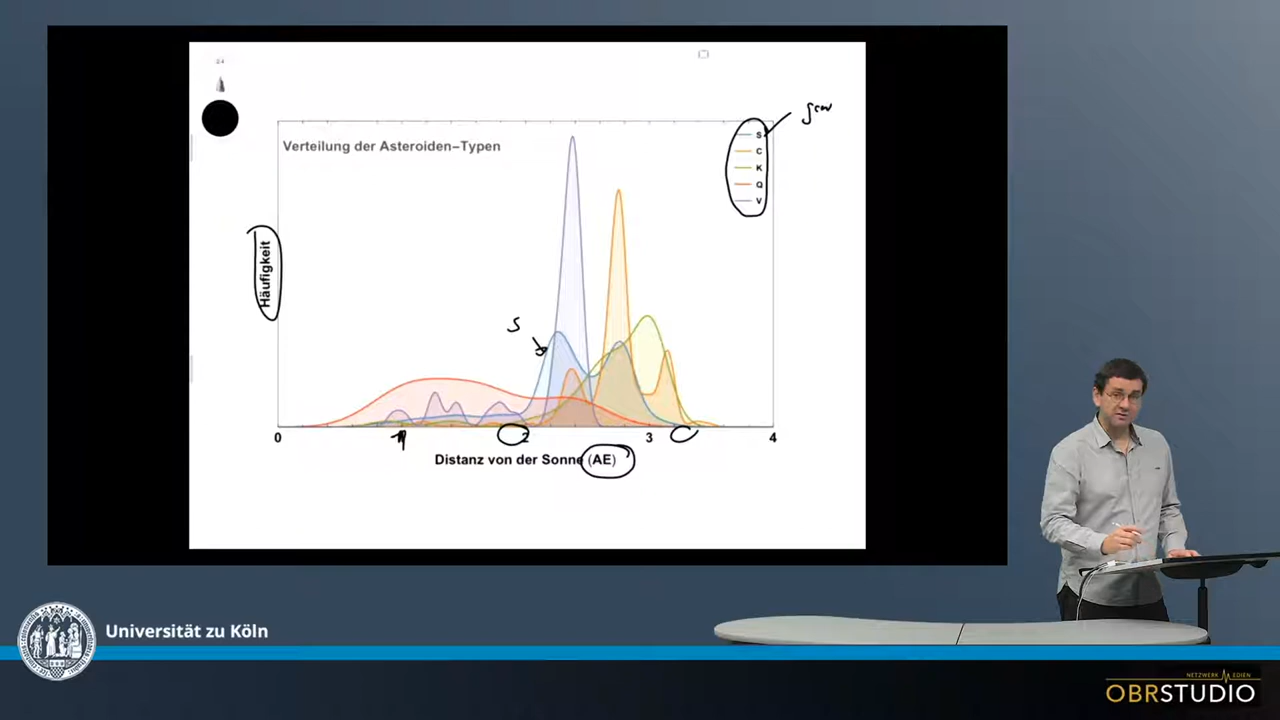 Verteilung der Asteroiden–Typen
S
C
K
Q
V
Häufigkeit
S
0
2
3
4
Distanz von der Sonne (AE)
Universität zu Köln
NETZWERK MEDIEN
OBRSTUDIO